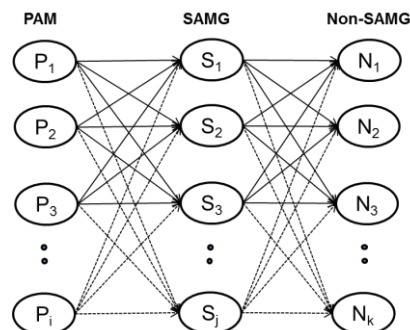 PAM SAMG Non-SAMG
P₁ S₁ N₁
P₂ S₂ N₂
P₃ S₃ N₃
Pᵢ Sⱼ Nₖ